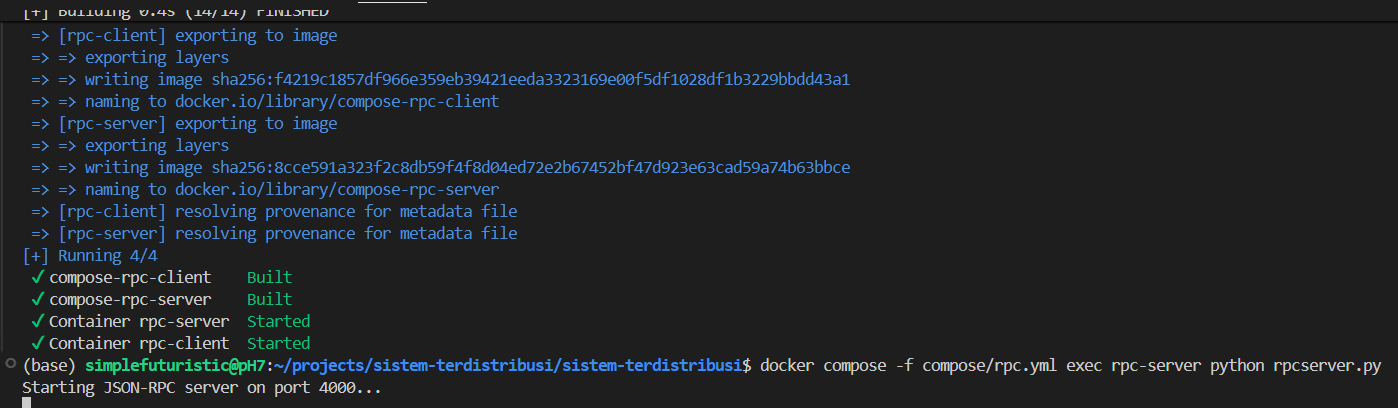 [+] Building 0.4s (14/14) FINISHED
=> [rpc-client] exporting to image
=> => exporting layers
=> => writing image sha256:f4219c1857df966e359eb39421eeda3323169e00f5df1028df1b3229bbdd43a1
=> => naming to docker.io/library/compose-rpc-client
=> [rpc-server] exporting to image
=> => exporting layers
=> => writing image sha256:8cce591a323f2c8db59f4f8d04ed72e2b67452bf47d923e63cad59a74b63bbce
=> => naming to docker.io/library/compose-rpc-server
=> [rpc-client] resolving provenance for metadata file
=> [rpc-server] resolving provenance for metadata file
[+] Running 4/4
✓ compose-rpc-client Built
✓ compose-rpc-server Built
✓ Container rpc-server Started
✓ Container rpc-client Started
(base) simplefuturistic@pH7:~/projects/sistem-terdistribusi/sistem-terdistribusi$ docker compose -f compose/rpc.yml exec rpc-server python rpcserver.py
Starting JSON-RPC server on port 4000...